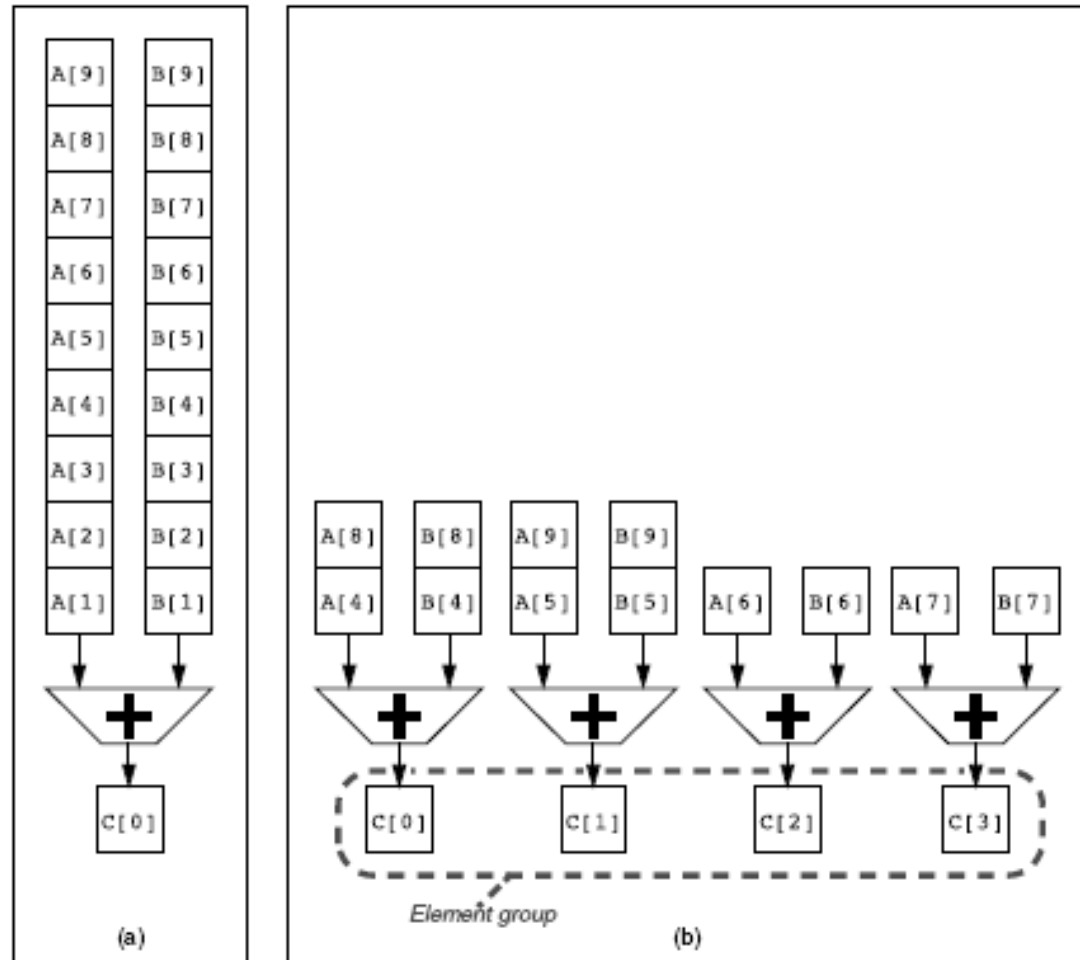 A[9] B[9]
A[8] B[8]
A[7] B[7]
A[6] B[6]
A[5] B[5]
A[4] B[4]
A[3] B[3]
A[2] B[2]
A[1] B[1]
+
C[0]
(a)
A[8] B[8] A[9] B[9]
A[4] B[4] A[5] B[5] A[6] B[6] A[7] B[7]
+ + + +
C[0] C[1] C[2] C[3]
Element group
(b)